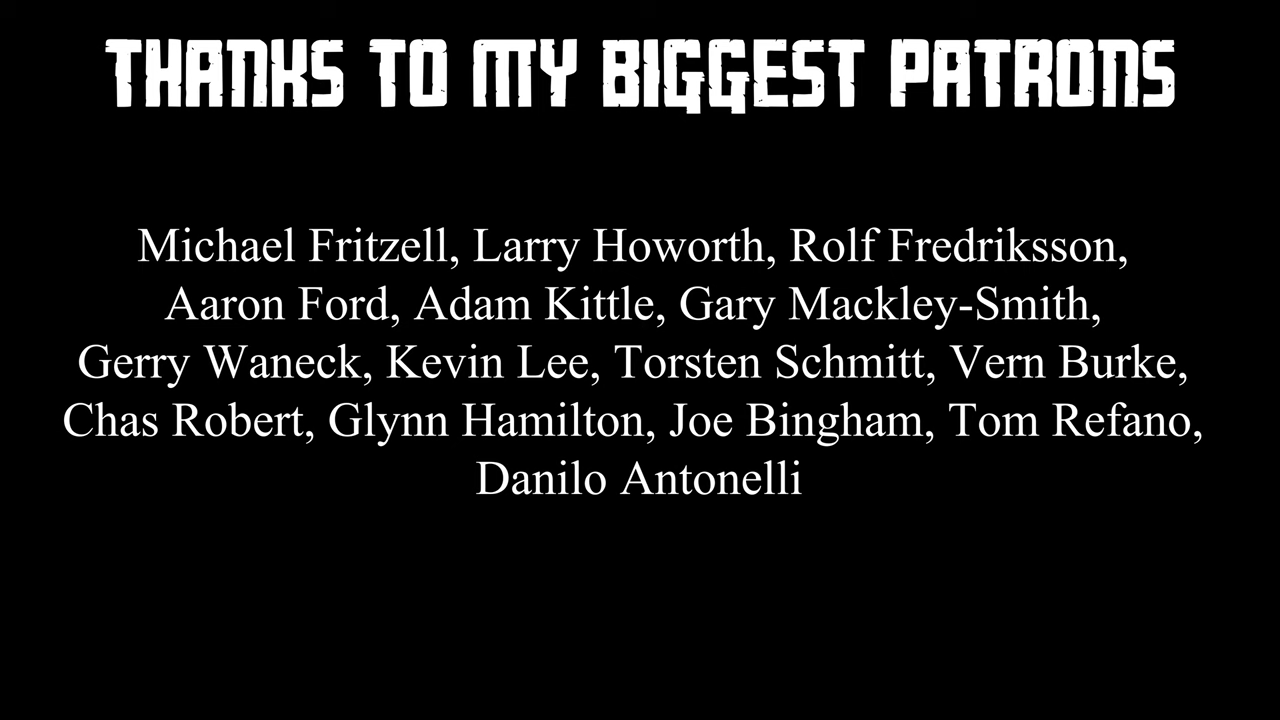 THANKS TO MY BIGGEST PATRONS
Michael Fritzell, Larry Howorth, Rolf Fredriksson,
Aaron Ford, Adam Kittle, Gary Mackley-Smith,
Gerry Waneck, Kevin Lee, Torsten Schmitt, Vern Burke,
Chas Robert, Glynn Hamilton, Joe Bingham, Tom Refano,
Danilo Antonelli